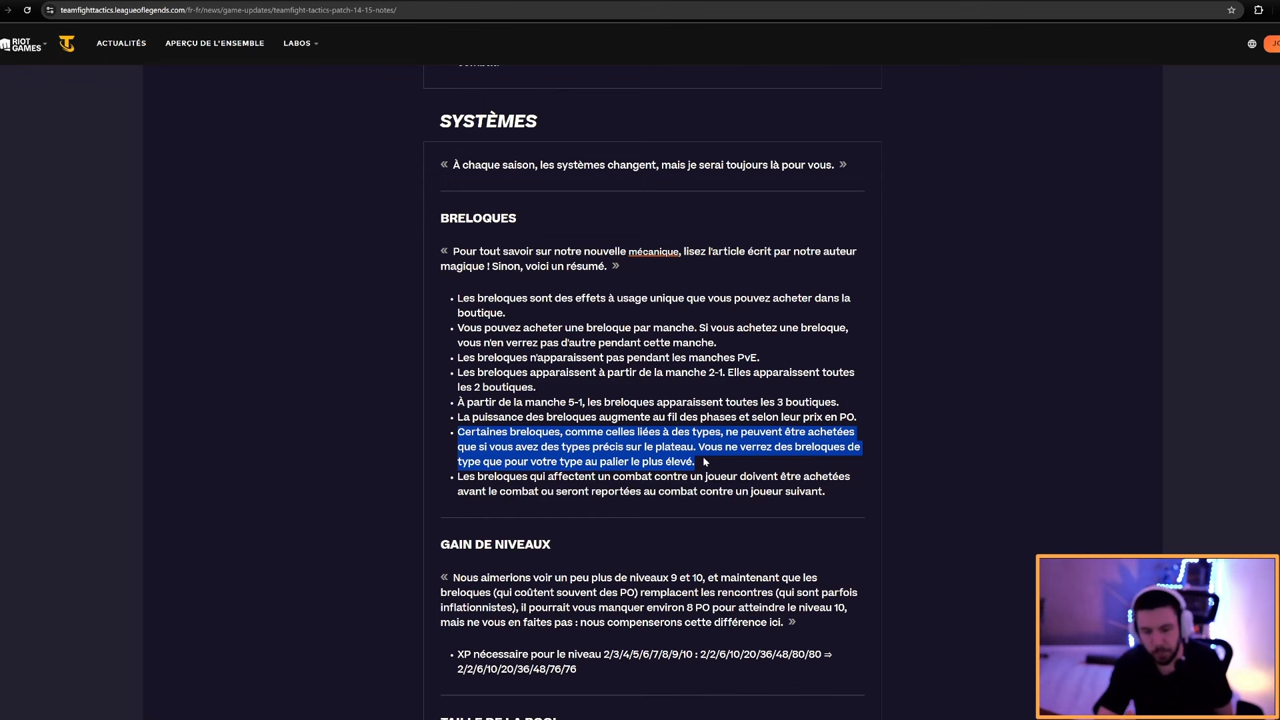 teamfighttactics.leagueoflegends.com/fr-fr/news/game-updates/teamfight-tactics-patch-14-15-notes/
RIOT GAMES
ACTUALITÉS
APERÇU DE L'ENSEMBLE
LABOS
SYSTÈMES
« À chaque saison, les systèmes changent, mais je serai toujours là pour vous. »
BRELOQUES
« Pour tout savoir sur notre nouvelle mécanique, lisez l'article écrit par notre auteur
magique ! Sinon, voici un résumé. »
• Les breloques sont des effets à usage unique que vous pouvez acheter dans la
boutique.
• Vous pouvez acheter une breloque par manche. Si vous achetez une breloque,
vous n'en verrez pas d'autre pendant cette manche.
• Les breloques n'apparaissent pas pendant les manches PvE.
• Les breloques apparaissent à partir de la manche 2-1. Elles apparaissent toutes
les 2 boutiques.
• À partir de la manche 5-1, les breloques apparaissent toutes les 3 boutiques.
• La puissance des breloques augmente au fil des phases et selon leur prix en PO.
• Certaines breloques, comme celles liées à des types, ne peuvent être achetées
que si vous avez des types précis sur le plateau. Vous ne verrez des breloques de
type que pour votre type au palier le plus élevé.
• Les breloques qui affectent un combat contre un joueur doivent être achetées
avant le combat ou seront reportées au combat contre un joueur suivant.
GAIN DE NIVEAUX
« Nous aimerions voir un peu plus de niveaux 9 et 10, et maintenant que les
breloques (qui coûtent souvent des PO) remplacent les rencontres (qui sont parfois
inflationnistes), il pourrait vous manquer environ 8 PO pour atteindre le niveau 10,
mais ne vous en faites pas : nous compenserons cette différence ici. »
• XP nécessaire pour le niveau 2/3/4/5/6/7/8/9/10 : 2/2/6/10/20/36/48/80/80 ⇒
2/2/6/10/20/36/48/76/76